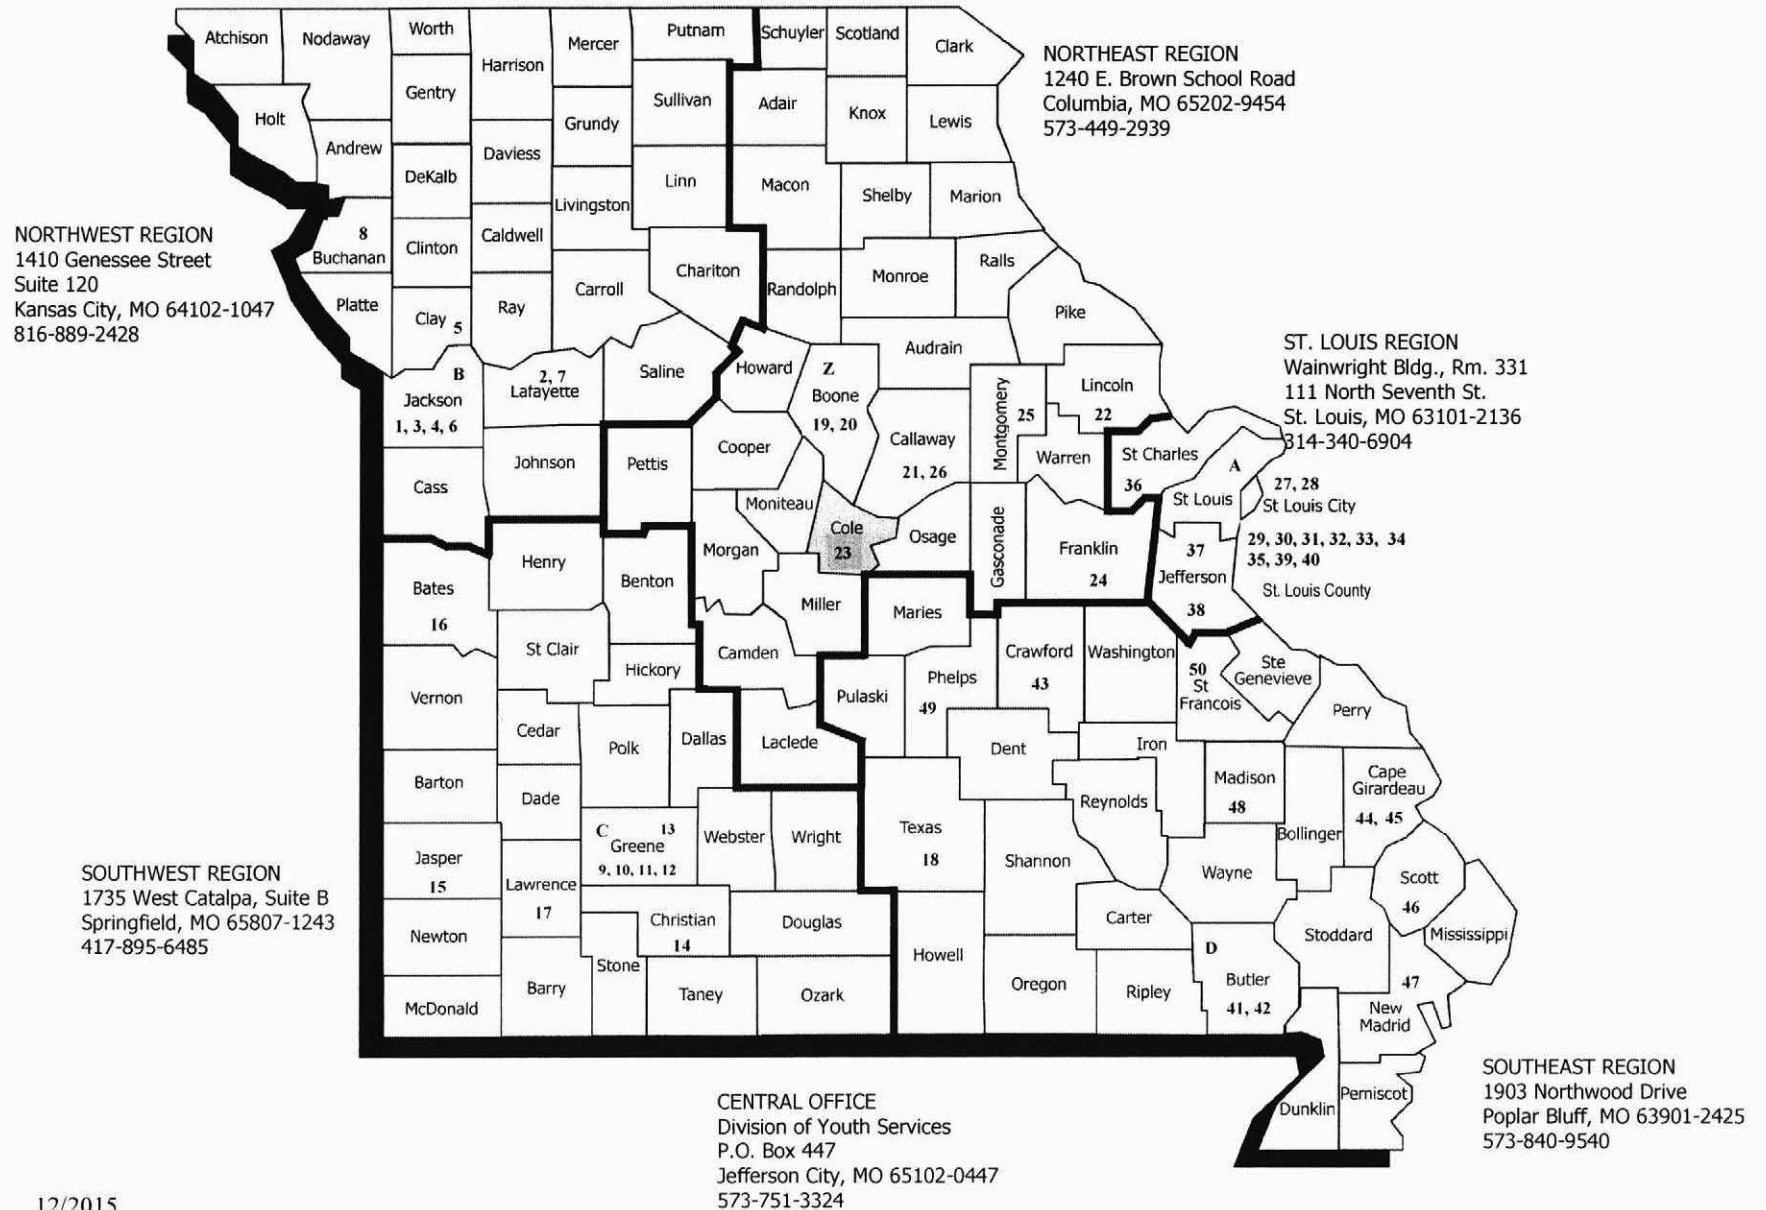 Atchison
Nodaway
Worth
Harrison
Mercer
Putnam
Schuyler
Scotland
Clark
NORTHEAST REGION
1240 E. Brown School Road
Columbia, MO 65202-9454
573-449-2939
Holt
Gentry
Sullivan
Adair
Knox
Lewis
Andrew
Grundy
Daviess
DeKalb
Linn
Macon
Shelby
Marion
Livingston
NORTHWEST REGION
1410 Genessee Street
Suite 120
Kansas City, MO 64102-1047
816-889-2428
8
Buchanan
Clinton
Caldwell
Chariton
Randolph
Monroe
Ralls
Platte
Clay 5
Ray
Carroll
Pike
Audrain
ST. LOUIS REGION
Wainwright Bldg., Rm. 331
111 North Seventh St.
St. Louis, MO 63101-2136
314-340-6904
B
Jackson
1, 3, 4, 6
2, 7
Lafayette
Saline
Howard
Z
Boone
19, 20
Callaway
21, 26
Montgomery
25
Lincoln
22
Warren
St Charles
36
A
St Louis
27, 28
St Louis City
29, 30, 31, 32, 33, 34
35, 39, 40
St. Louis County
Cass
Johnson
Pettis
Cooper
Moniteau
Cole
23
Osage
Gasconade
Franklin
24
37
Jefferson
38
Bates
16
Henry
Benton
Morgan
Miller
Maries
St Clair
Hickory
Camden
Pulaski
Phelps
49
Crawford
43
Washington
50
St
Francois
Ste
Genevieve
Perry
Vernon
Cedar
Polk
Dallas
Laclede
Dent
Iron
Barton
Dade
Reynolds
Madison
48
Bollinger
Cape
Girardeau
44, 45
SOUTHWEST REGION
1735 West Catalpa, Suite B
Springfield, MO 65807-1243
417-895-6485
Jasper
15
Lawrence
17
C 13
Greene
9, 10, 11, 12
Webster
Wright
Texas
18
Shannon
Wayne
Scott
46
Mississippi
Newton
Christian
14
Douglas
Howell
Carter
Stoddard
McDonald
Barry
Stone
Taney
Ozark
Oregon
Ripley
D
Butler
41, 42
47
New
Madrid
Dunklin
Pemiscot
SOUTHEAST REGION
1903 Northwood Drive
Poplar Bluff, MO 63901-2425
573-840-9540
CENTRAL OFFICE
Division of Youth Services
P.O. Box 447
Jefferson City, MO 65102-0447
573-751-3324
12/2015